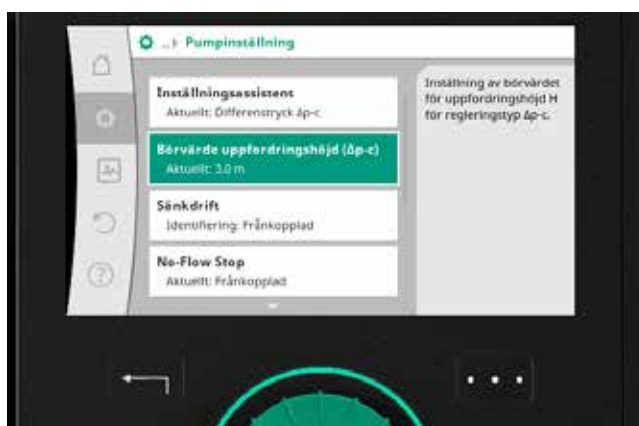 ..› Pumpinställning
Inställningsassistent
Aktuellt: Differenstryck Δp-c
Börvärde uppfordringshöjd (Δp-c)
Aktuellt: 3.0 m
Sänkdrift
Identifiering: Frånkopplad
No-Flow Stop
Aktuellt: Frånkopplad
Inställning av börvärdet
för uppfordringshöjd H
för regleringstyp Δp-c.